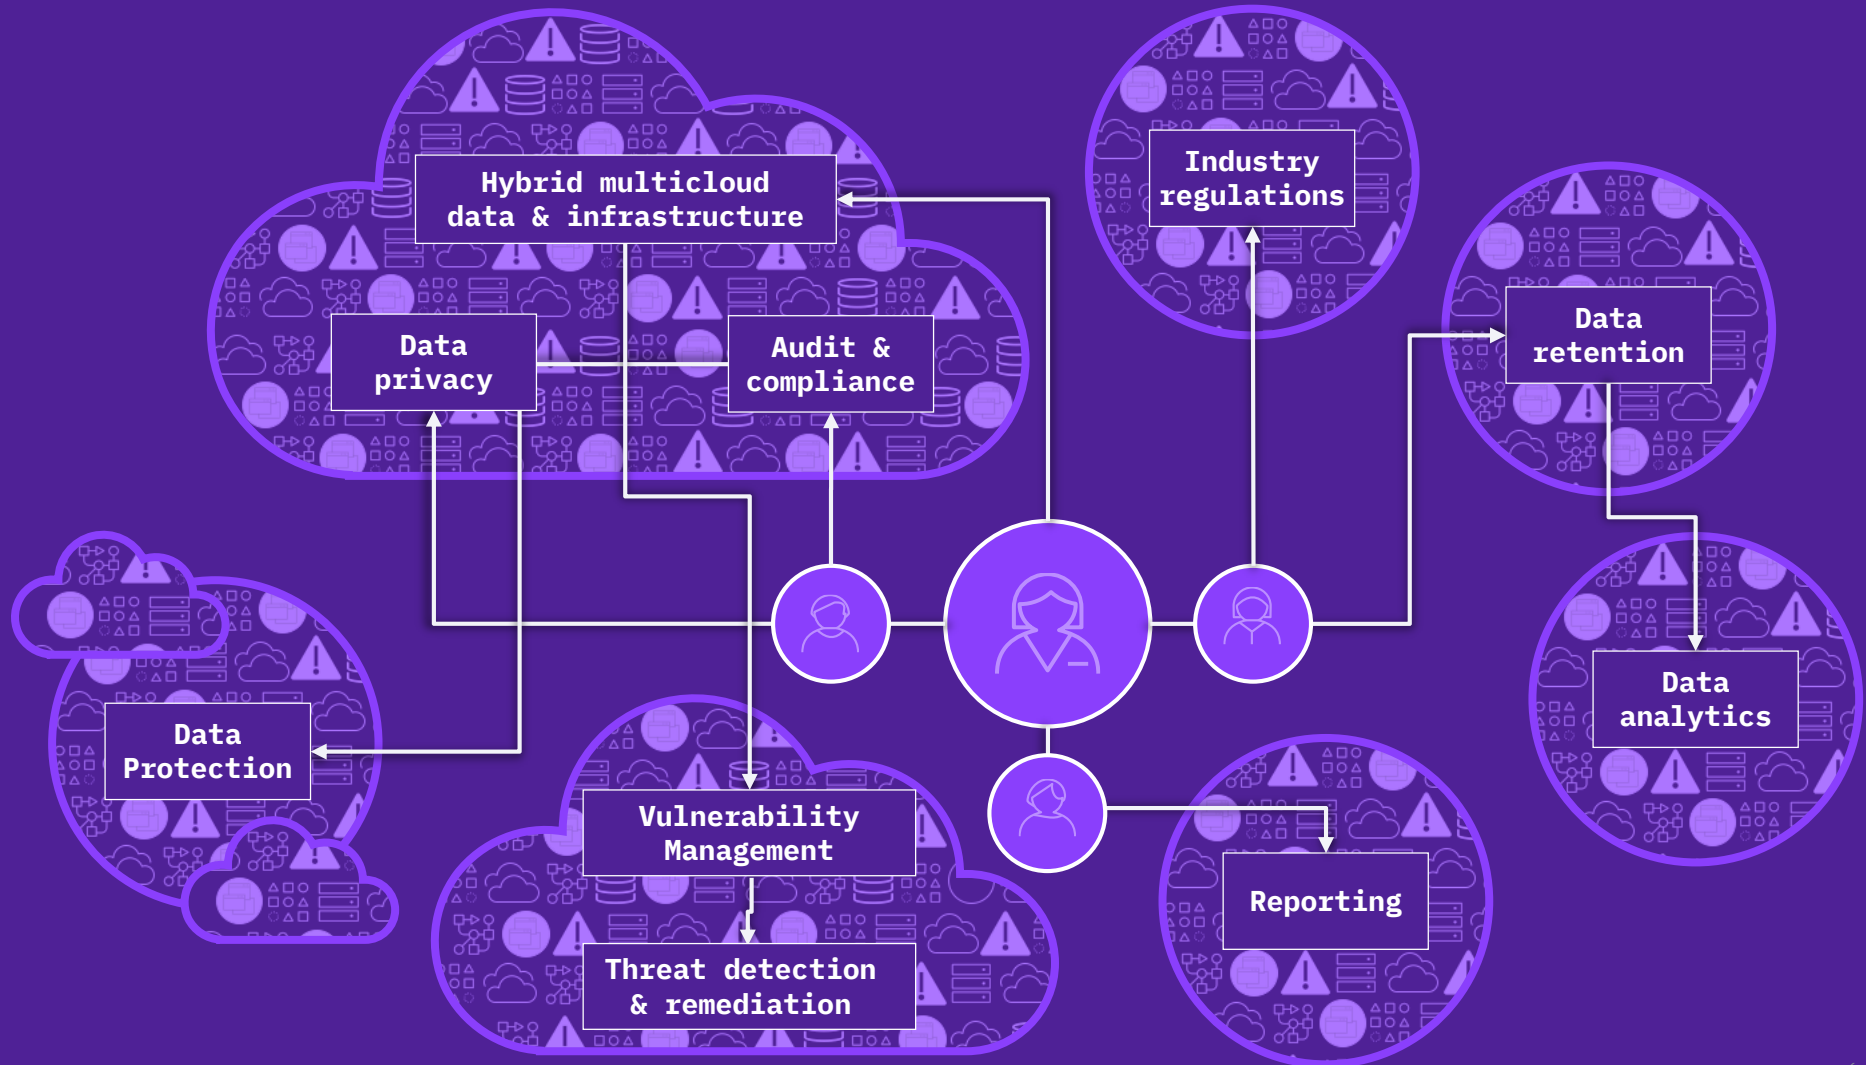 Hybrid multicloud
data & infrastructure
Industry
regulations
Data
retention
Data
privacy
Audit &
compliance
Data
Protection
Data
analytics
Vulnerability
Management
Reporting
Threat detection
& remediation